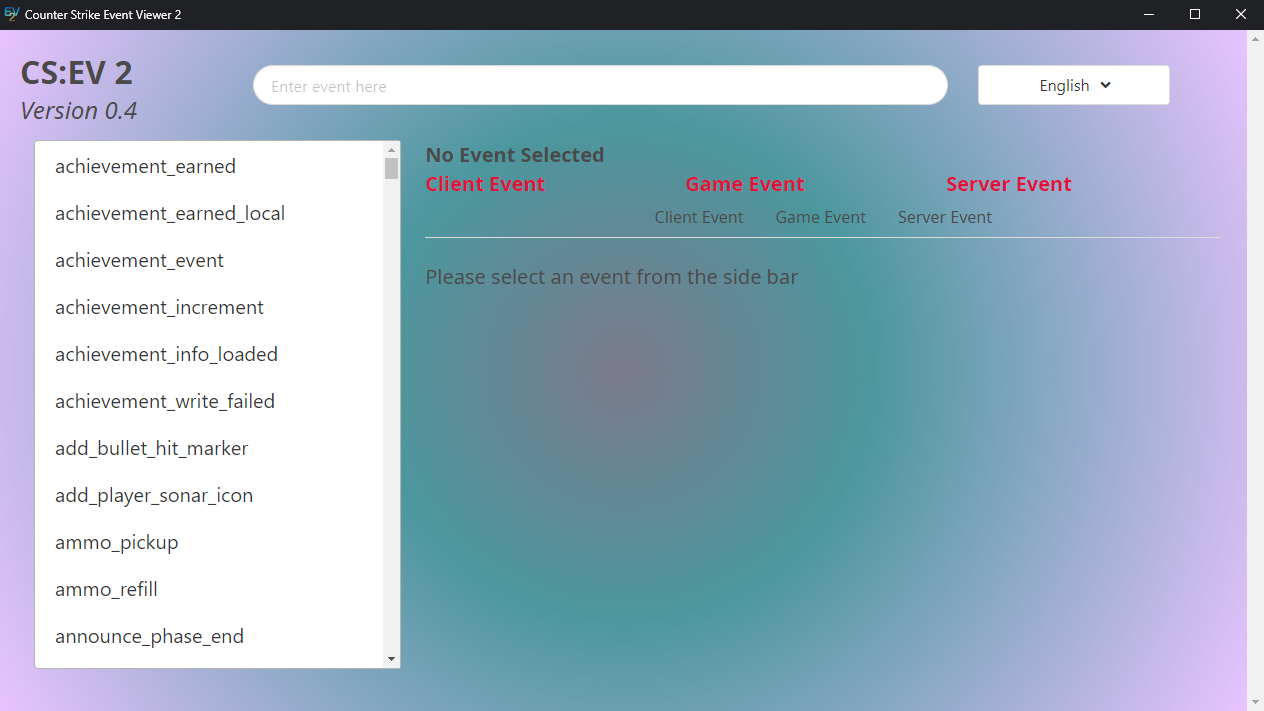 Counter Strike Event Viewer 2
CS:EV 2
Version 0.4
Enter event here
English
achievement_earned
achievement_earned_local
achievement_event
achievement_increment
achievement_info_loaded
achievement_write_failed
add_bullet_hit_marker
add_player_sonar_icon
ammo_pickup
ammo_refill
announce_phase_end
No Event Selected
Client Event Game Event Server Event
Client Event Game Event Server Event
Please select an event from the side bar